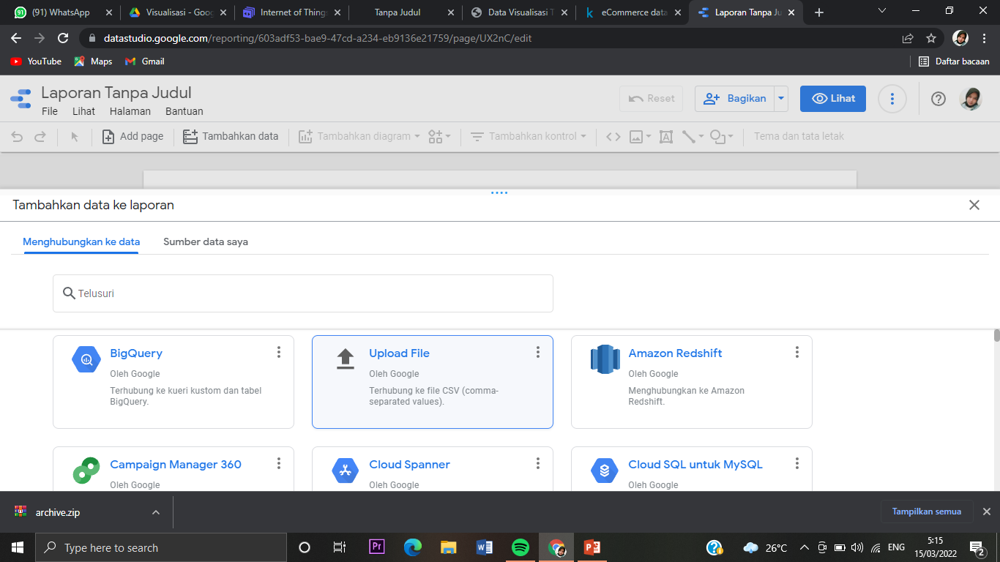 (91) WhatsApp
Visualisasi - Goog
Internet of Things
Tanpa Judul
Data Visualisasi T
eCommerce data
Laporan Tanpa Ju
datastudio.google.com/reporting/603adf53-bae9-47cd-a234-eb9136e21759/page/UX2nC/edit
YouTube
Maps
Gmail
Daftar bacaan
Laporan Tanpa Judul
File
Lihat
Halaman
Bantuan
Reset
Bagikan
Lihat
Add page
Tambahkan data
Tambahkan diagram
Tambahkan kontrol
Tema dan tata letak
Tambahkan data ke laporan
Menghubungkan ke data
Sumber data saya
Telusuri
BigQuery
Oleh Google
Terhubung ke kueri kustom dan tabel
BigQuery.
Upload File
Oleh Google
Terhubung ke file CSV (comma-
separated values).
Amazon Redshift
Oleh Google
Menghubungkan ke Amazon
Redshift.
Campaign Manager 360
Oleh Google
Cloud Spanner
Oleh Google
Cloud SQL untuk MySQL
Oleh Google
archive.zip
Tampilkan semua
Type here to search
Pr
26°C
ENG
5:15
15/03/2022
2